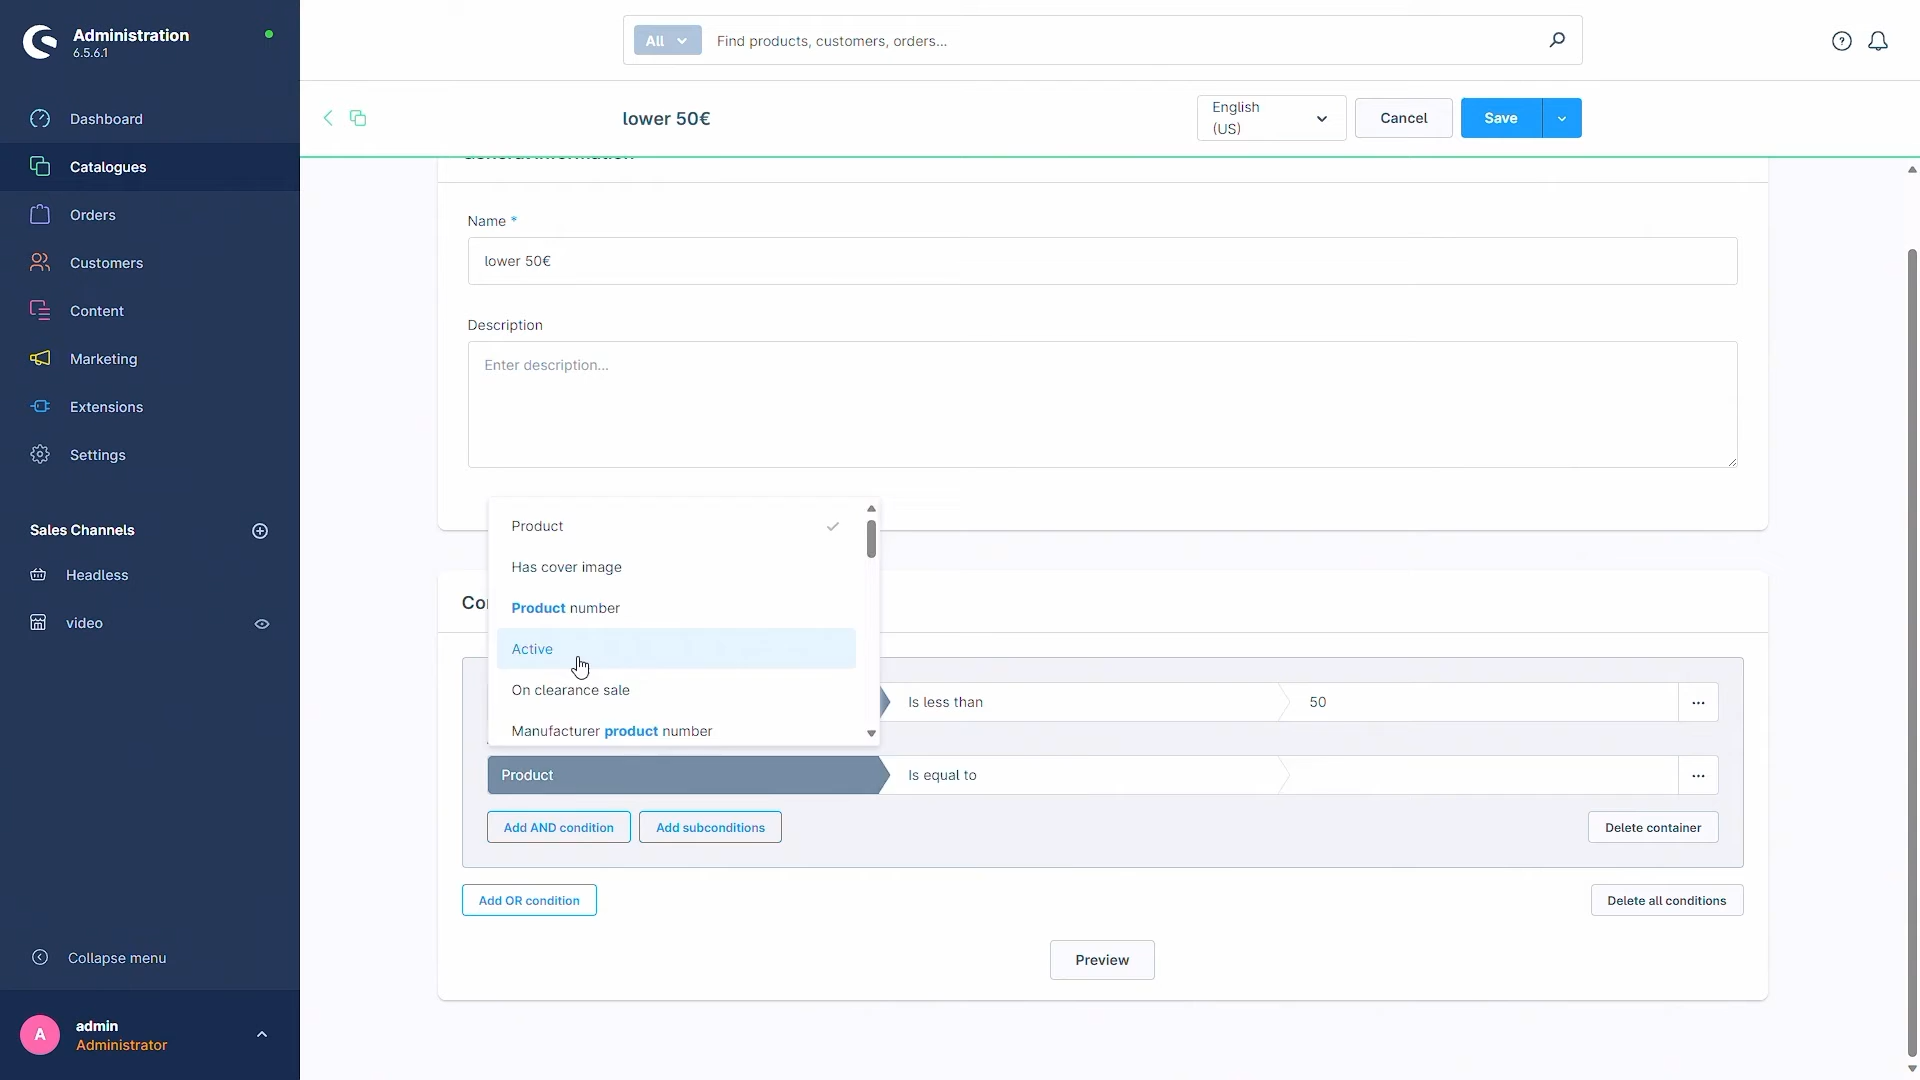 Administration
6.5.6.1
Dashboard
Catalogues
Orders
Customers
Content
Marketing
Extensions
Settings
Sales Channels
Headless
video
Collapse menu
A
admin
Administrator
All
Find products, customers, orders...
lower 50€
English
(US)
Cancel
Save
General information
Name *
lower 50€
Description
Enter description...
Product
Has cover image
Product number
Active
On clearance sale
Manufacturer product number
Is less than
50
...
Product
Is equal to
...
Add AND condition
Add subconditions
Delete container
Add OR condition
Delete all conditions
Preview